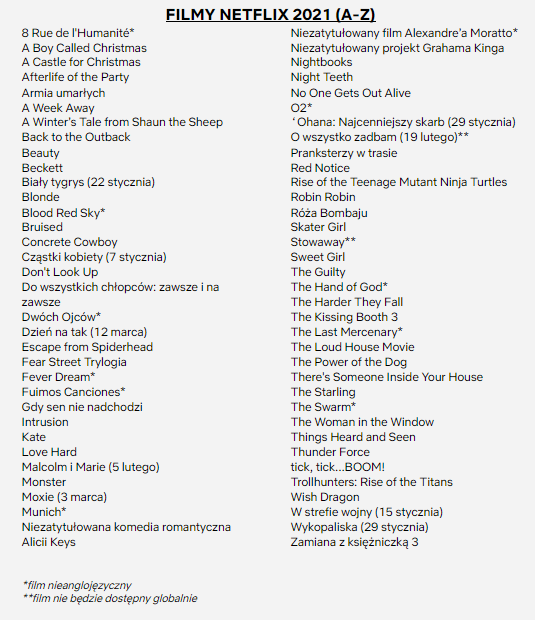 FILMY NETFLIX 2021 (A-Z)
8 Rue de l'Humanité*
A Boy Called Christmas
A Castle for Christmas
Afterlife of the Party
Armia umarłych
A Week Away
A Winter's Tale from Shaun the Sheep
Back to the Outback
Beauty
Beckett
Biały tygrys (22 stycznia)
Blonde
Blood Red Sky*
Bruised
Concrete Cowboy
Cząstki kobiety (7 stycznia)
Don't Look Up
Do wszystkich chłopców: zawsze i na
zawsze
Dwóch Ojców*
Dzień na tak (12 marca)
Escape from Spiderhead
Fear Street Trylogia
Fever Dream*
Fuimos Canciones*
Gdy sen nie nadchodzi
Intrusion
Kate
Love Hard
Malcolm i Marie (5 lutego)
Monster
Moxie (3 marca)
Munich*
Niezatytułowana komedia romantyczna
Alicii Keys
Niezatytułowany film Alexandre'a Moratto*
Niezatytułowany projekt Grahama Kinga
Nightbooks
Night Teeth
No One Gets Out Alive
O2*
‘Ohana: Najcenniejszy skarb (29 stycznia)
O wszystko zadbam (19 lutego)**
Pranksterzy w trasie
Red Notice
Rise of the Teenage Mutant Ninja Turtles
Robin Robin
Róża Bombaju
Skater Girl
Stowaway**
Sweet Girl
The Guilty
The Hand of God*
The Harder They Fall
The Kissing Booth 3
The Last Mercenary*
The Loud House Movie
The Power of the Dog
There's Someone Inside Your House
The Starling
The Swarm*
The Woman in the Window
Things Heard and Seen
Thunder Force
tick, tick...BOOM!
Trollhunters: Rise of the Titans
Wish Dragon
W strefie wojny (15 stycznia)
Wykopaliska (29 stycznia)
Zamiana z księżniczką 3
*film nieanglojęzyczny
**film nie będzie dostępny globalnie